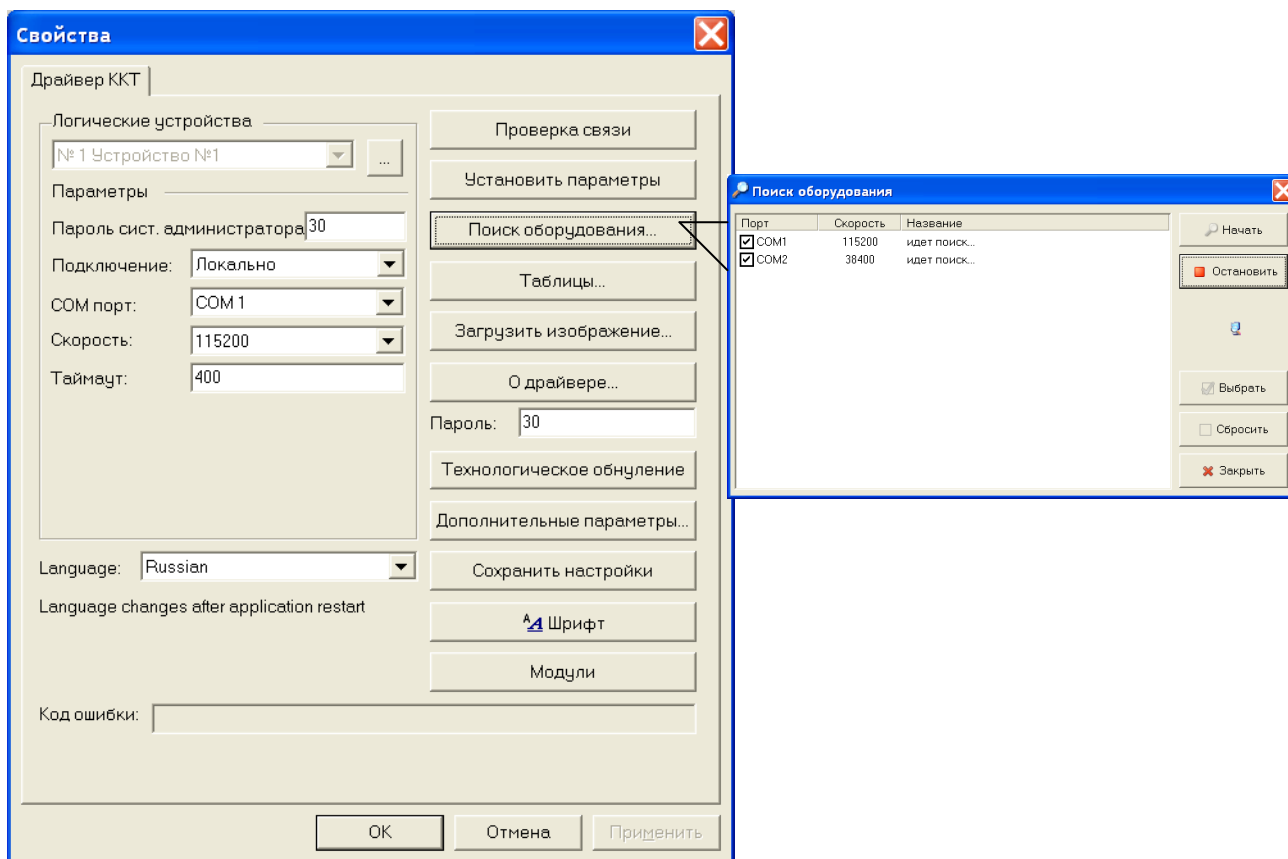 Свойства
Драйвер ККТ
Логические устройства
№ 1 Устройство №1
...
Параметры
Пароль сист. администратора
30
Подключение:
Локально
COM порт:
COM 1
Скорость:
115200
Таймаут:
400
Language:
Russian
Language changes after application restart
Проверка связи
Установить параметры
Поиск оборудования...
Таблицы...
Загрузить изображение...
О драйвере...
Пароль:
30
Технологическое обнуление
Дополнительные параметры...
Сохранить настройки
Шрифт
Модули
Код ошибки:
OK
Отмена
Применить
Поиск оборудования
Порт Скорость Название
COM1 115200 идет поиск...
COM2 38400 идет поиск...
Начать
Остановить
Выбрать
Сбросить
Закрыть